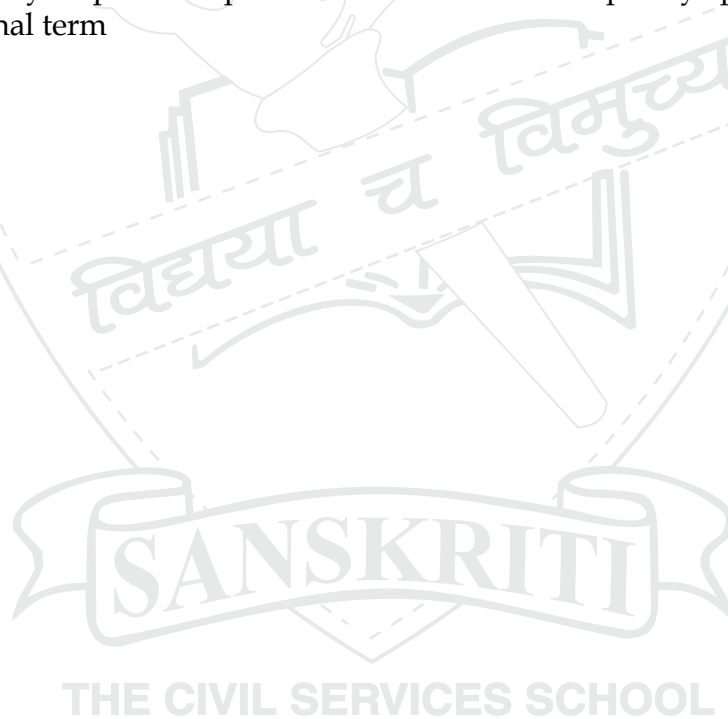 nal term
विद्यया च विमुच्य
SANSKRITI
THE CIVIL SERVICES SCHOOL